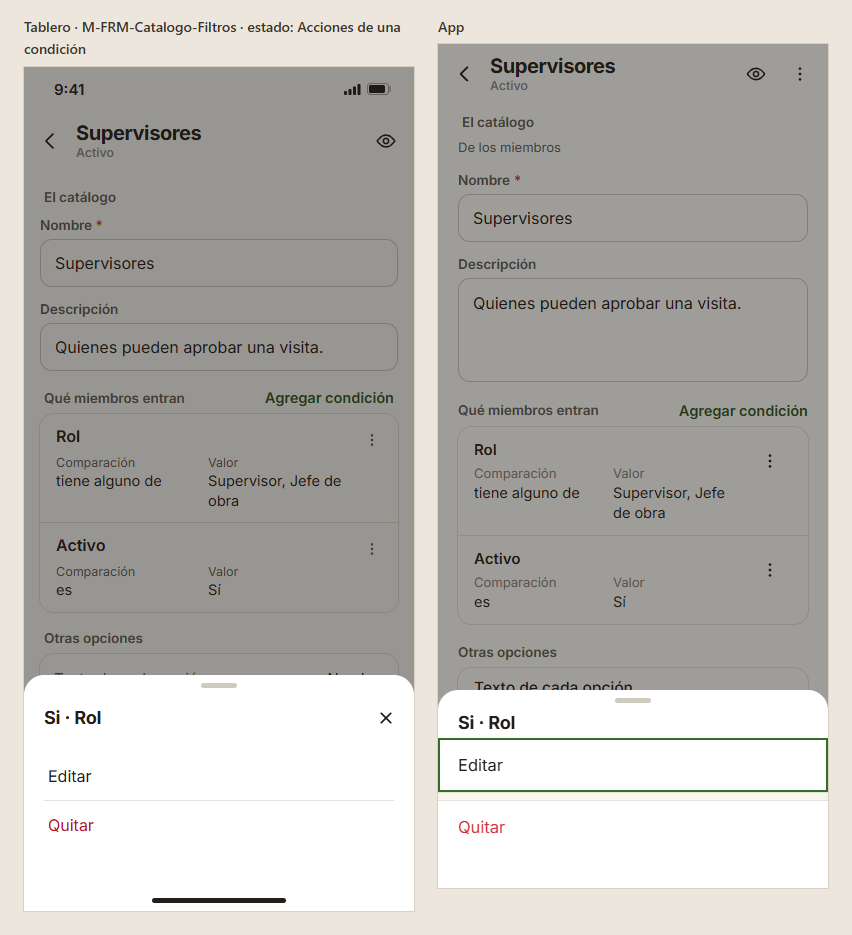 Tablero · M-FRM-Catalogo-Filtros · estado: Acciones de una
condición
9:41
Supervisores
Activo
El catálogo
Nombre *
Supervisores
Descripción
Quienes pueden aprobar una visita.
Qué miembros entran
Agregar condición
Rol
Comparación
Valor
tiene alguno de
Supervisor, Jefe de
obra
Activo
Comparación
Valor
es
Sí
Otras opciones
Si · Rol
Editar
Quitar
App
Supervisores
Activo
El catálogo
De los miembros
Nombre *
Supervisores
Descripción
Quienes pueden aprobar una visita.
Qué miembros entran
Agregar condición
Rol
Comparación
Valor
tiene alguno de
Supervisor, Jefe
de obra
Activo
Comparación
Valor
es
Sí
Otras opciones
Texto de cada opción
Si · Rol
Editar
Quitar